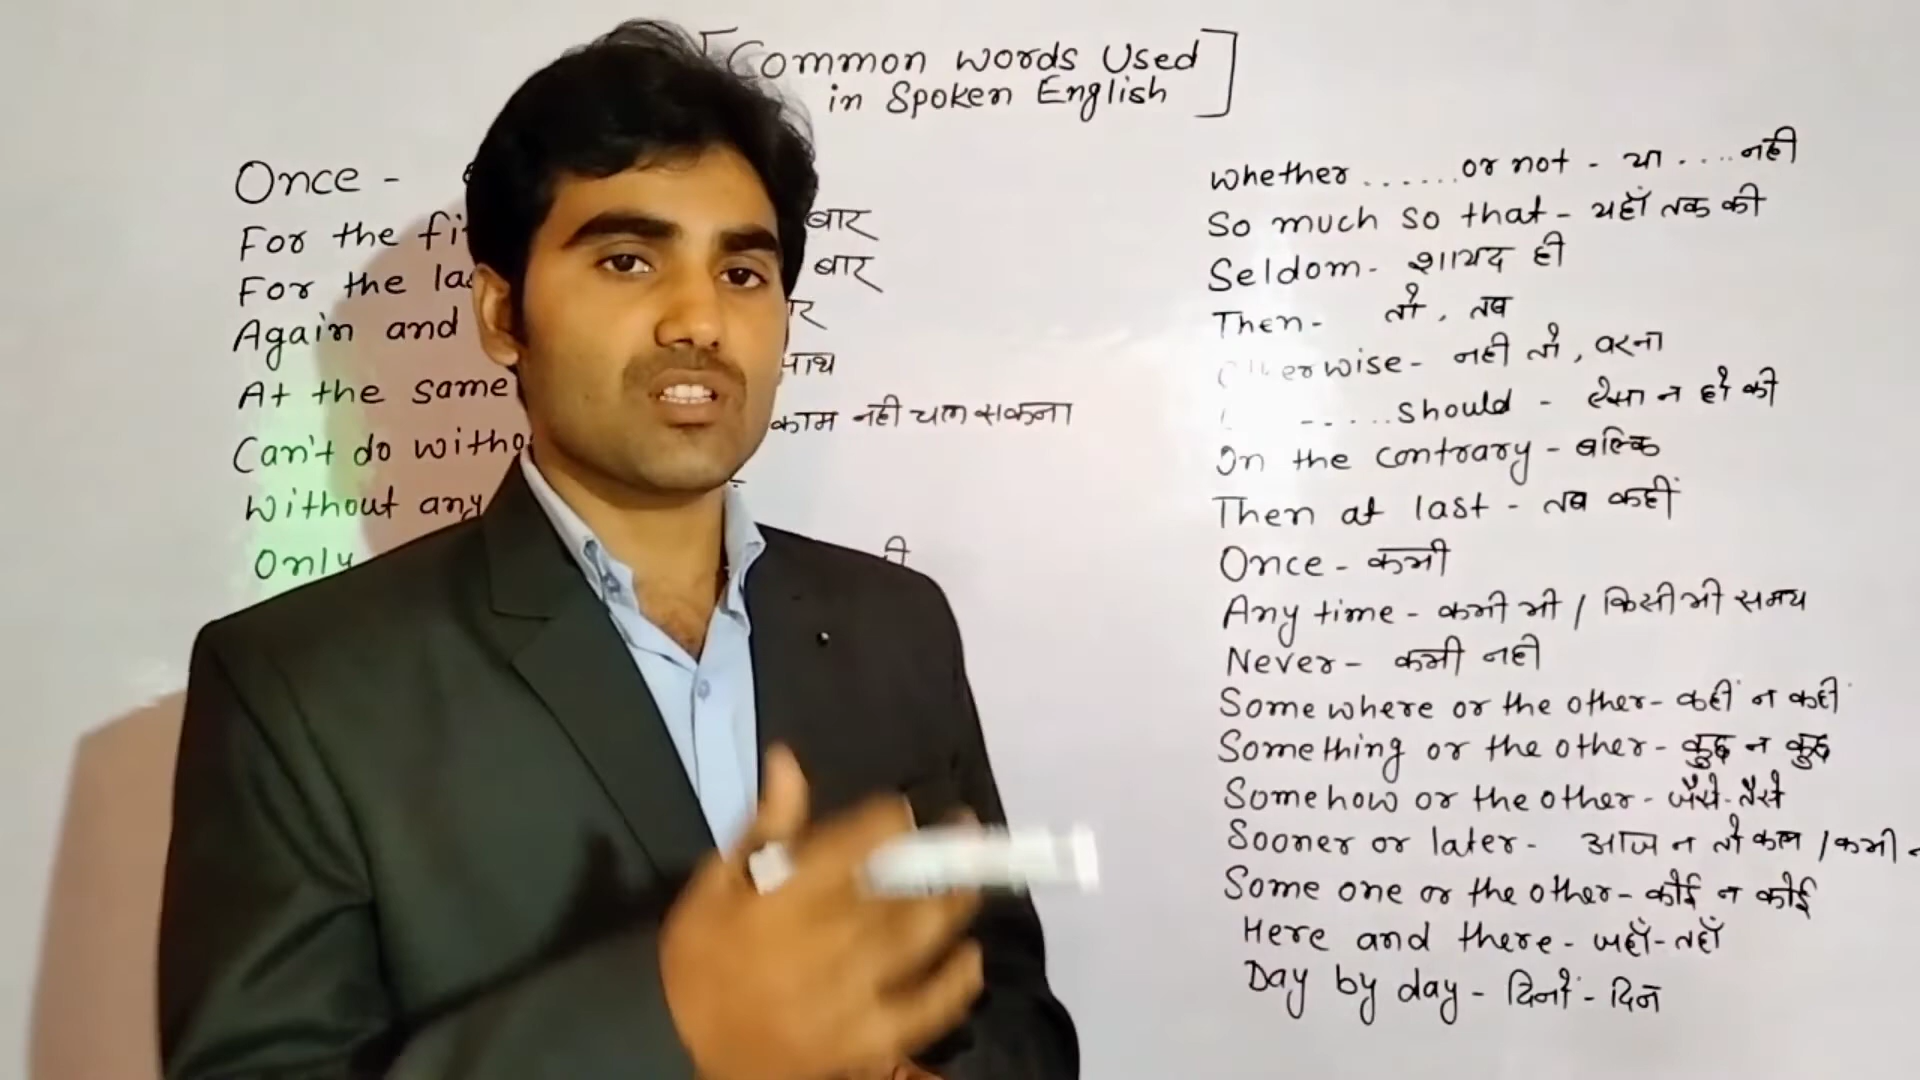 [Common words Used
in Spoken English]
Once -
For the
बार
For the
बार
Again and
At the same
साथ
Can't do
काम नही चल सकना
Without any
Only
Whether ...... or not - या .... नही
So much so that - यहाँ तक की
Seldom - शायद ही
Then - तो, तब
नही तो, वरना
..... should - ऐसा न हो की
On the contrary - बल्कि
Then at last - तब कहीं
Once - कभी
Any time - कभी भी / किसी भी समय
Never - कभी नही
Some where or the other - कहीं न कहीं
Something or the other - कुछ न कुछ
Somehow or the other - जैसे-तैसे
Sooner or later - आज न तो कल / कभी
Some one or the other - कोई न कोई
Here and there - जहाँ-तहाँ
Day by day - दिनों-दिन